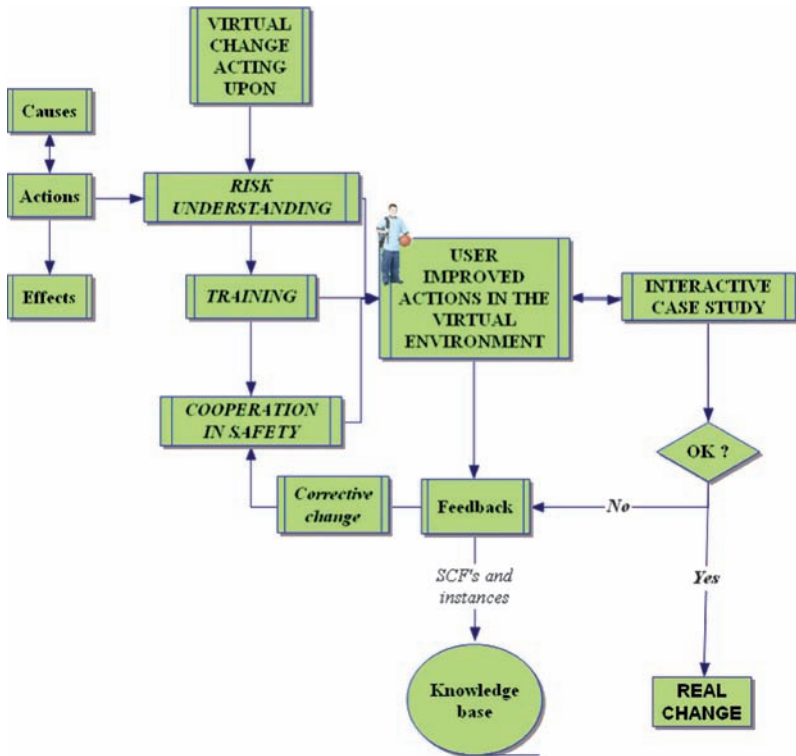 VIRTUAL
CHANGE
ACTING
UPON
Causes
Actions
Effects
RISK
UNDERSTANDING
TRAINING
COOPERATION
IN SAFETY
USER
IMPROVED
ACTIONS IN THE
VIRTUAL
ENVIRONMENT
INTERACTIVE
CASE STUDY
OK ?
Corrective
change
Feedback
No
Yes
SCF's and
instances
Knowledge
base
REAL
CHANGE